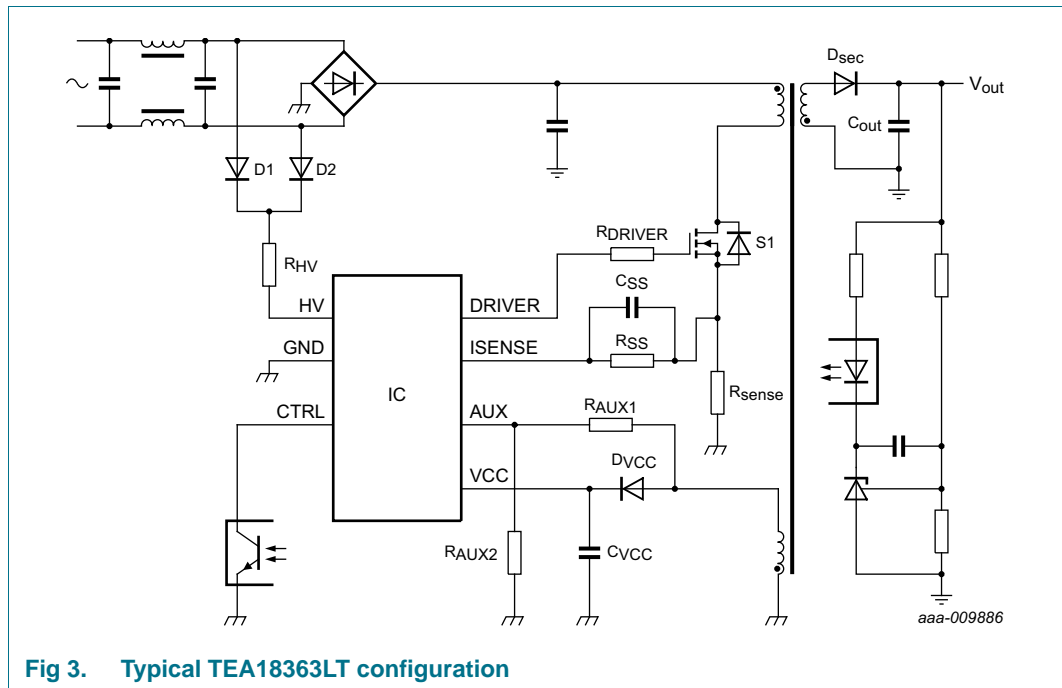 Dsec
Vout
Cout
D1
D2
RDRIVER
S1
RHV
CSS
HV
DRIVER
RSS
GND
ISENSE
Rsense
IC
CTRL
AUX
RAUX1
DVCC
VCC
RAUX2
CVCC
aaa-009886
Fig 3. Typical TEA18363LT configuration